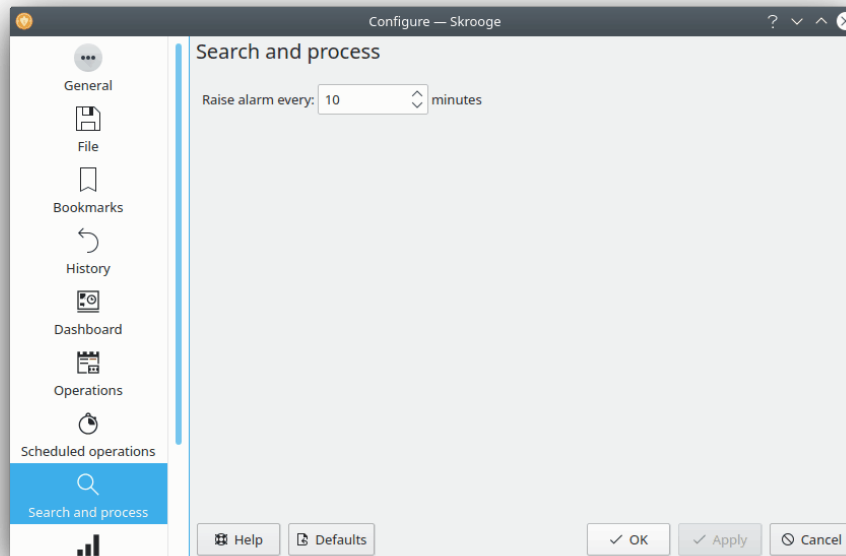 Configure — Skrooge
General
File
Bookmarks
History
Dashboard
Operations
Scheduled operations
Search and process
Search and process
Raise alarm every: 10 minutes
Help
Defaults
OK
Apply
Cancel